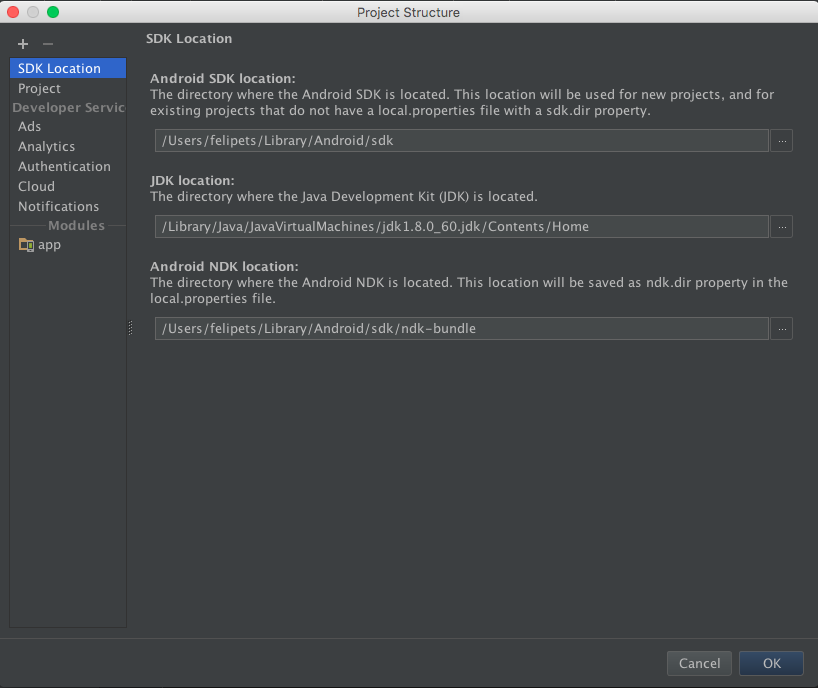 Project Structure
SDK Location
Project
Developer Servic
Ads
Analytics
Authentication
Cloud
Notifications
Modules
app
SDK Location
Android SDK location:
The directory where the Android SDK is located. This location will be used for new projects, and for
existing projects that do not have a local.properties file with a sdk.dir property.
/Users/felipets/Library/Android/sdk
...
JDK location:
The directory where the Java Development Kit (JDK) is located.
/Library/Java/JavaVirtualMachines/jdk1.8.0_60.jdk/Contents/Home
...
Android NDK location:
The directory where the Android NDK is located. This location will be saved as ndk.dir property in the
local.properties file.
/Users/felipets/Library/Android/sdk/ndk-bundle
...
Cancel
OK